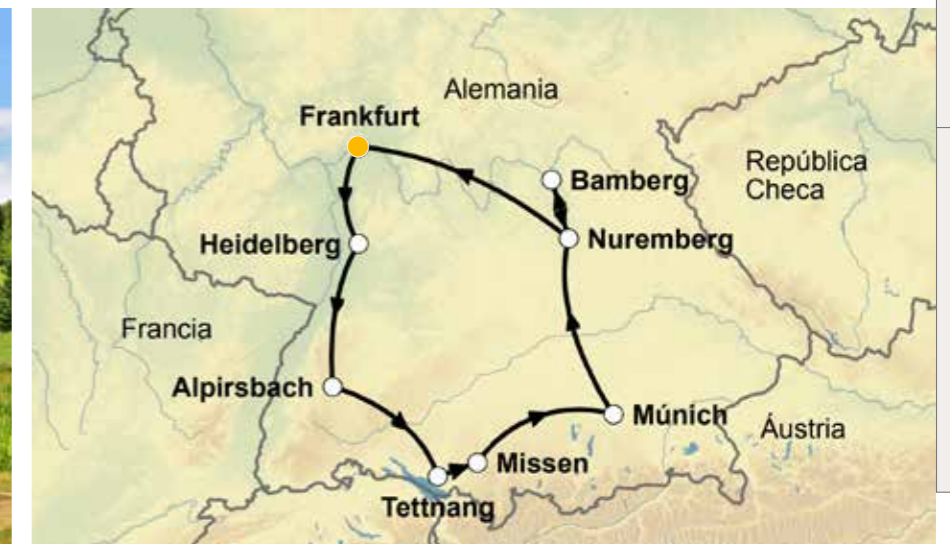 Alemania
Frankfurt
República
Checa
Bamberg
Heidelberg
Nuremberg
Francia
Alpirsbach
Múnich
Áustria
Missen
Tettnang